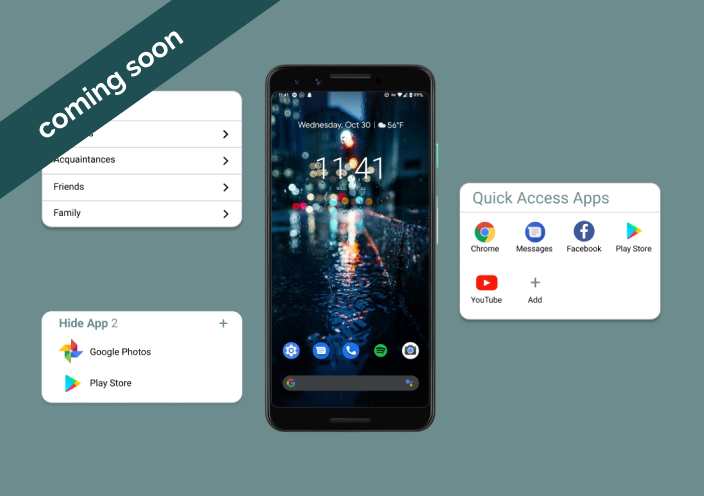 coming soon
Acquaintances
Friends
Family
Hide App 2
+
Google Photos
Play Store
11:41
99%
Wednesday, Oct 30 | 56°F
11:41
Quick Access Apps
Chrome
Messages
Facebook
Play Store
YouTube
+
Add